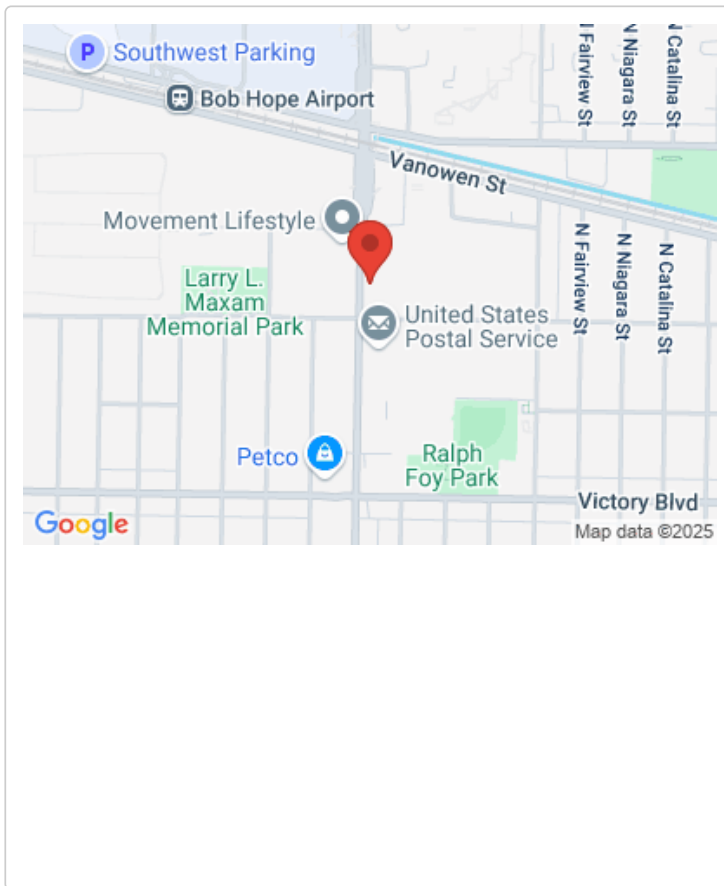 N Fairview St
N Niagara St
N Catalina St
P Southwest Parking
Bob Hope Airport
Vanowen St
Movement Lifestyle
N Fairview St
N Niagara St
N Catalina St
Larry L.
Maxam
Memorial Park
United States
Postal Service
Petco
Ralph
Foy Park
Victory Blvd
Google
Map data ©2025